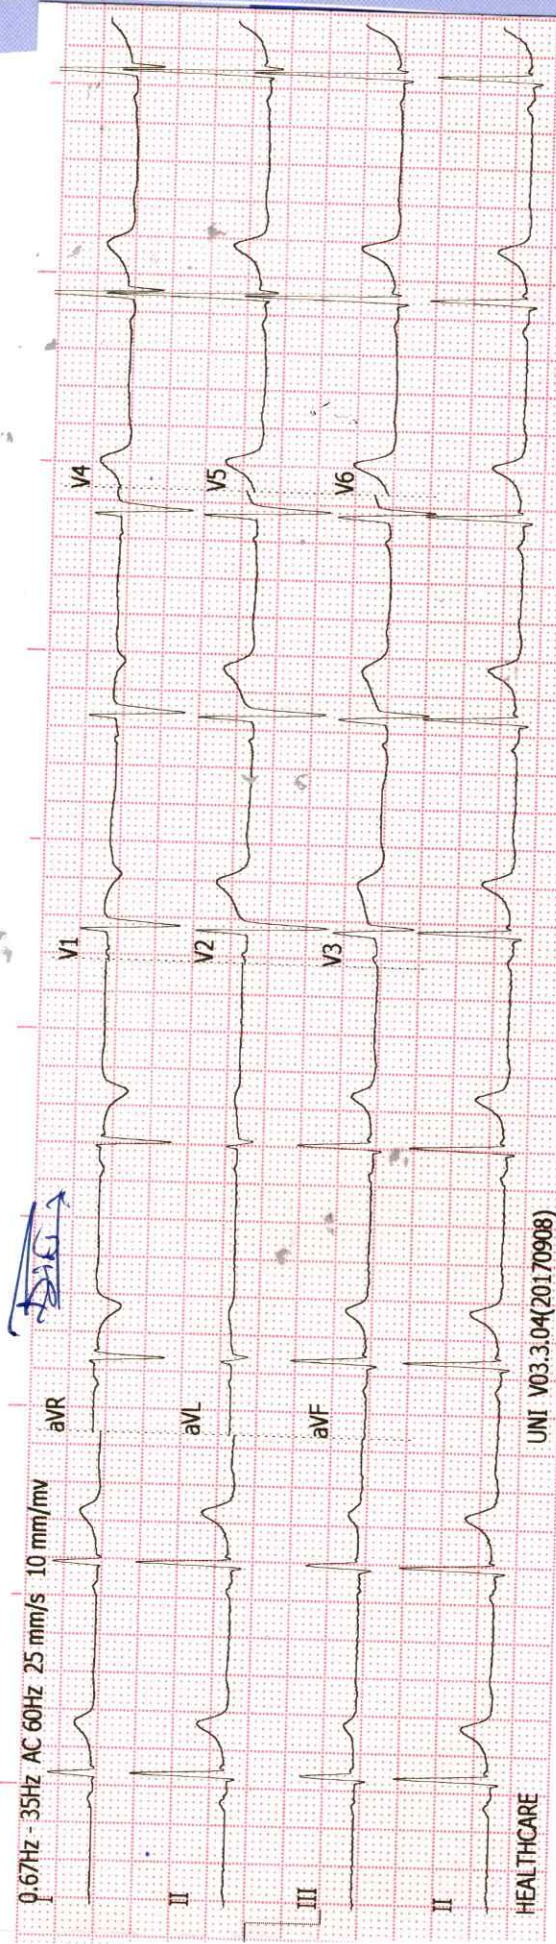 0.67Hz - 35Hz AC 60Hz 25 mm/s 10 mm/mv
I
aVR
V1
V4
II
aVL
V2
V5
III
aVF
V3
V6
II
HEALTHCARE
UNI V03.3.04(20170908)